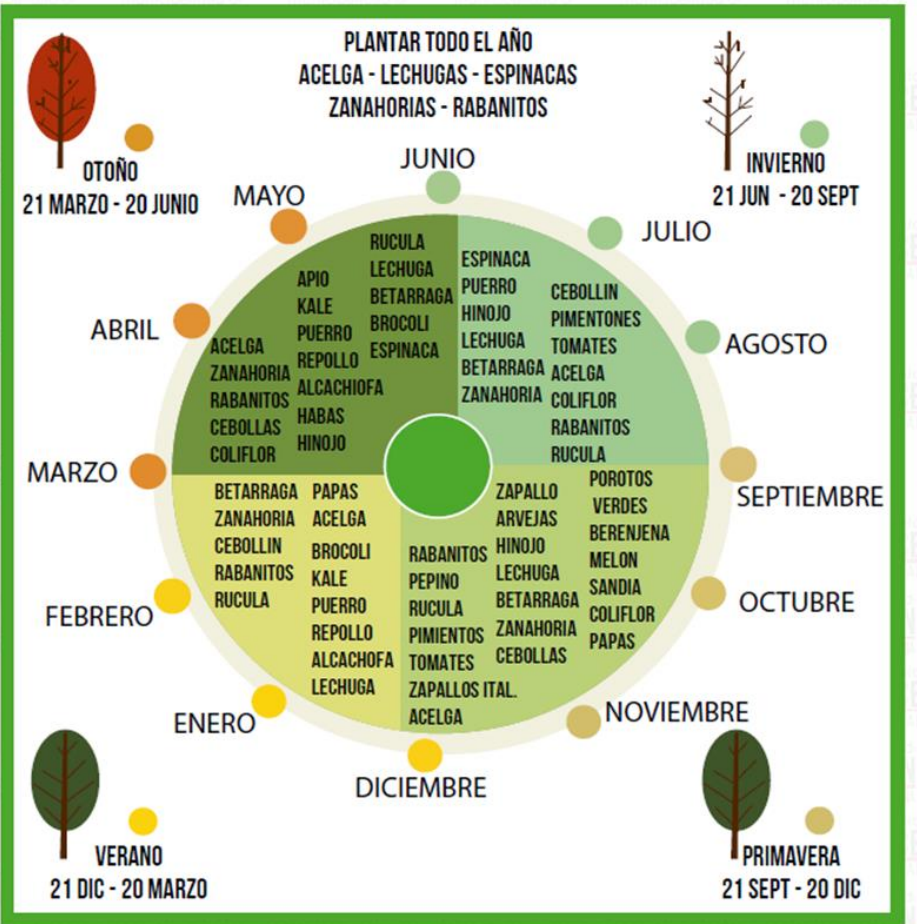 PLANTAR TODO EL AÑO
ACELGA - LECHUGAS - ESPINACAS
ZANAHORIAS - RABANITOS
OTOÑO
21 MARZO - 20 JUNIO
INVIERNO
21 JUN - 20 SEPT
JUNIO
MAYO
JULIO
ABRIL
AGOSTO
MARZO
SEPTIEMBRE
FEBRERO
OCTUBRE
ENERO
NOVIEMBRE
DICIEMBRE
ACELGA
ZANAHORIA
RABANITOS
CEBOLLAS
COLIFLOR
APIO
KALE
PUERRO
REPOLLO
ALCACHIOFA
HABAS
HINOJO
RUCULA
LECHUGA
BETARRAGA
BROCOLI
ESPINACA
ESPINACA
PUERRO
HINOJO
LECHUGA
BETARRAGA
ZANAHORIA
CEBOLLIN
PIMENTONES
TOMATES
ACELGA
COLIFLOR
RABANITOS
RUCULA
BETARRAGA
ZANAHORIA
CEBOLLIN
RABANITOS
RUCULA
PAPAS
ACELGA
BROCOLI
KALE
PUERRO
REPOLLO
ALCACHOFA
LECHUGA
RABANITOS
PEPINO
RUCULA
PIMIENTOS
TOMATES
ZAPALLOS ITAL.
ACELGA
ZAPALLO
ARVEJAS
HINOJO
LECHUGA
BETARRAGA
ZANAHORIA
CEBOLLAS
POROTOS
VERDES
BERENJENA
MELON
SANDIA
COLIFLOR
PAPAS
VERANO
21 DIC - 20 MARZO
PRIMAVERA
21 SEPT - 20 DIC